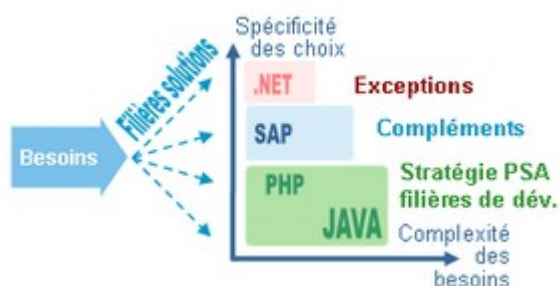 Spécificité
des choix
Filières solutions
.NET
Exceptions
Besoins
SAP
Compléments
PHP
JAVA
Stratégie PSA
filières de dév.
Complexité
des
besoins